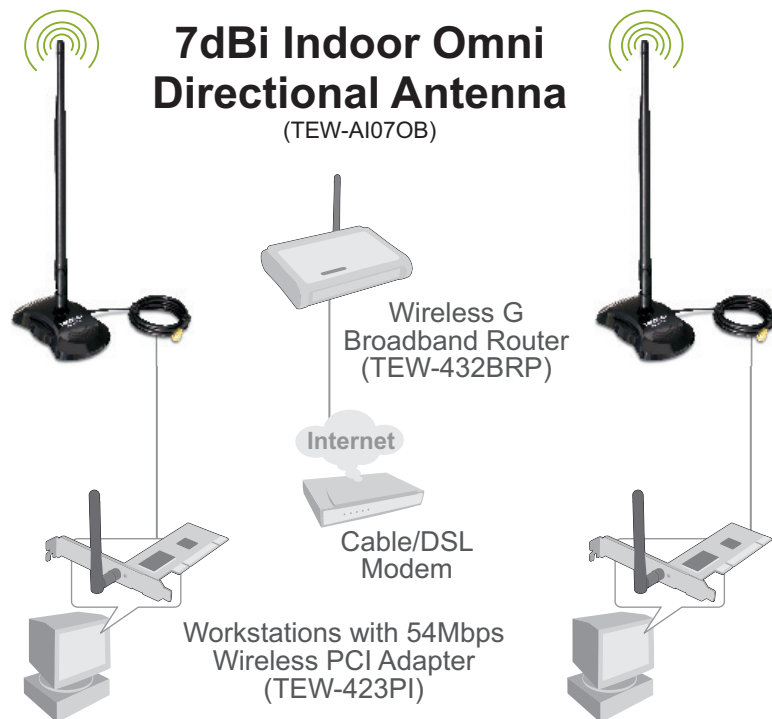 7dBi Indoor Omni
Directional Antenna
(TEW-AI07OB)
Wireless G
Broadband Router
(TEW-432BRP)
Internet
Cable/DSL
Modem
Workstations with 54Mbps
Wireless PCI Adapter
(TEW-423PI)